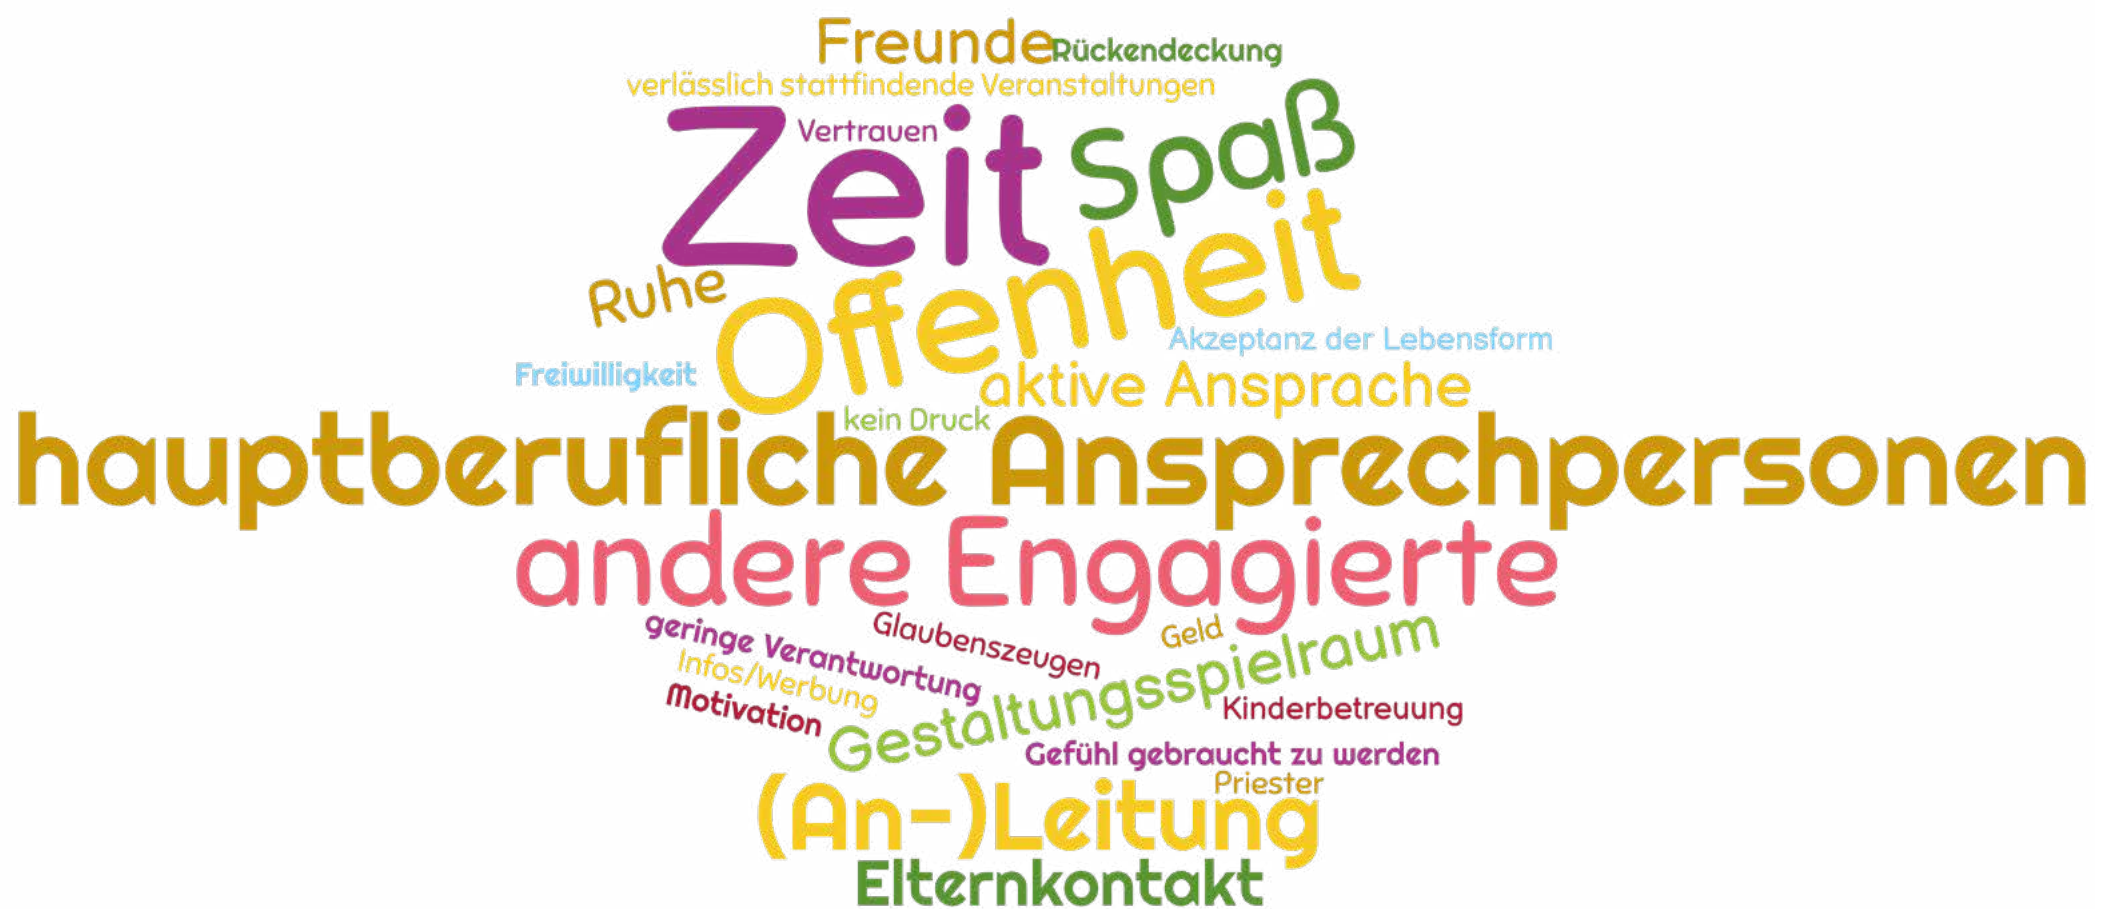 Freunde
Rückendeckung
verlässlich stattfindende Veranstaltungen
Zeit
Vertrauen
Spaß
Ruhe
Offenheit
Akzeptanz der Lebensform
Freiwilligkeit
aktive Ansprache
kein Druck
hauptberufliche Ansprechpersonen
andere Engagierte
geringe Verantwortung
Glaubenszeugen
Geld
Infos/Werbung
Motivation
Gestaltungsspielraum
Kinderbetreuung
Gefühl gebraucht zu werden
Priester
(An-)Leitung
Elternkontakt